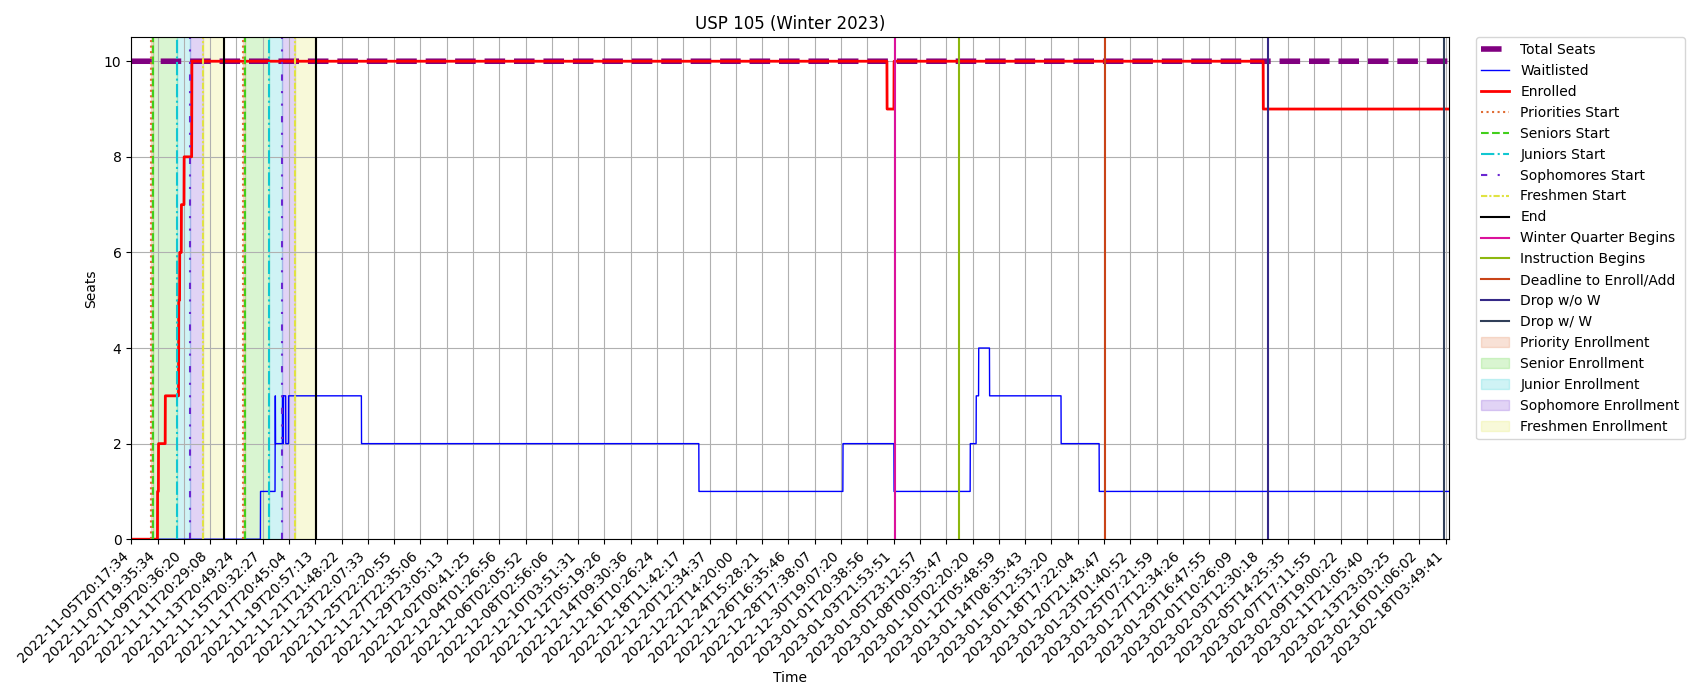 USP 105 (Winter 2023)
10
8
6
4
2
0
Seats
2022-11-05T20:17:34
2022-11-07T19:35:34
2022-11-09T20:36:20
2022-11-11T20:29:08
2022-11-13T20:49:24
2022-11-15T20:32:27
2022-11-17T20:45:04
2022-11-19T20:57:13
2022-11-21T21:48:22
2022-11-23T22:07:33
2022-11-25T22:20:55
2022-11-27T22:35:06
2022-11-29T23:05:13
2022-12-02T00:41:25
2022-12-04T01:26:56
2022-12-06T02:05:52
2022-12-08T02:56:06
2022-12-10T03:51:31
2022-12-12T05:19:26
2022-12-14T09:30:36
2022-12-16T10:26:24
2022-12-18T11:42:17
2022-12-20T12:34:37
2022-12-22T14:20:00
2022-12-24T15:28:21
2022-12-26T16:35:46
2022-12-28T17:38:07
2022-12-30T19:07:20
2023-01-01T20:38:56
2023-01-03T21:53:51
2023-01-05T23:12:57
2023-01-08T00:35:47
2023-01-10T02:20:20
2023-01-12T05:48:59
2023-01-14T08:35:43
2023-01-16T12:53:20
2023-01-18T17:22:04
2023-01-20T21:43:47
2023-01-23T01:40:52
2023-01-25T07:21:59
2023-01-27T12:34:26
2023-01-29T16:47:55
2023-02-01T10:26:09
2023-02-03T12:30:18
2023-02-05T14:25:35
2023-02-07T17:11:55
2023-02-09T19:00:22
2023-02-11T21:05:40
2023-02-13T23:03:25
2023-02-16T01:06:02
2023-02-18T03:49:41
Time
Total Seats
Waitlisted
Enrolled
Priorities Start
Seniors Start
Juniors Start
Sophomores Start
Freshmen Start
End
Winter Quarter Begins
Instruction Begins
Deadline to Enroll/Add
Drop w/o W
Drop w/ W
Priority Enrollment
Senior Enrollment
Junior Enrollment
Sophomore Enrollment
Freshmen Enrollment